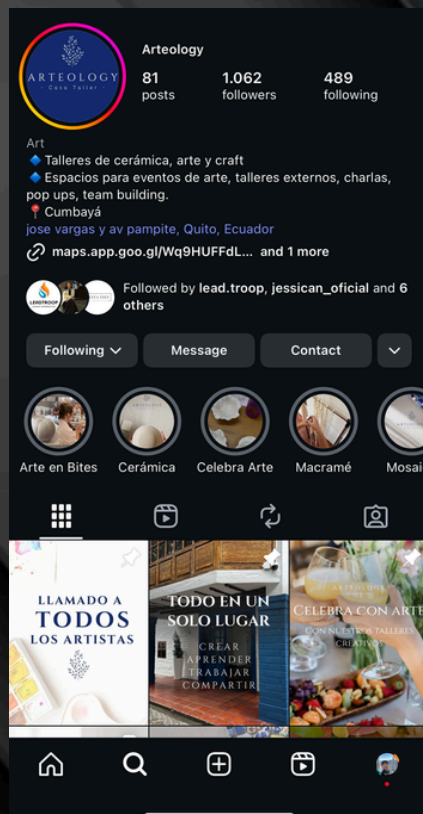 ARTEOLOGY
- Casa Taller -
Arteology
81
posts
1.062
followers
489
following
Art
Talleres de cerámica, arte y craft
Espacios para eventos de arte, talleres externos, charlas,
pop ups, team building.
Cumbayá
jose vargas y av pampite, Quito, Ecuador
maps.app.goo.gl/Wq9HUFFdL... and 1 more
LEADTROOP
Followed by lead.troop, jessican_oficial and 6
others
Following
Message
Contact
Arte en Bites
Cerámica
Celebra Arte
Macramé
Mosai
LLAMADO A
TODOS
LOS ARTISTAS
TODO EN UN
SOLO LUGAR
CREAR
APRENDER
TRABAJAR
COMPARTIR
ARTEOLOGY
CELEBRA CON ARTE
CON NUESTROS TALLERES
CREATIVOS